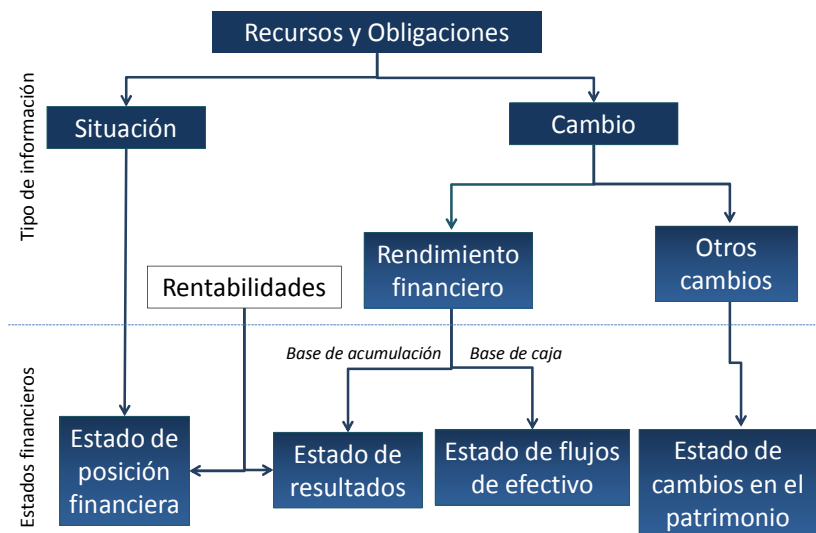 Recursos y Obligaciones
Tipo de información
Situación
Cambio
Rendimiento
financiero
Otros
cambios
Rentabilidades
Base de acumulación
Base de caja
Estados financieros
Estado de
posición
financiera
Estado de
resultados
Estado de flujos
de efectivo
Estado de
cambios en el
patrimonio